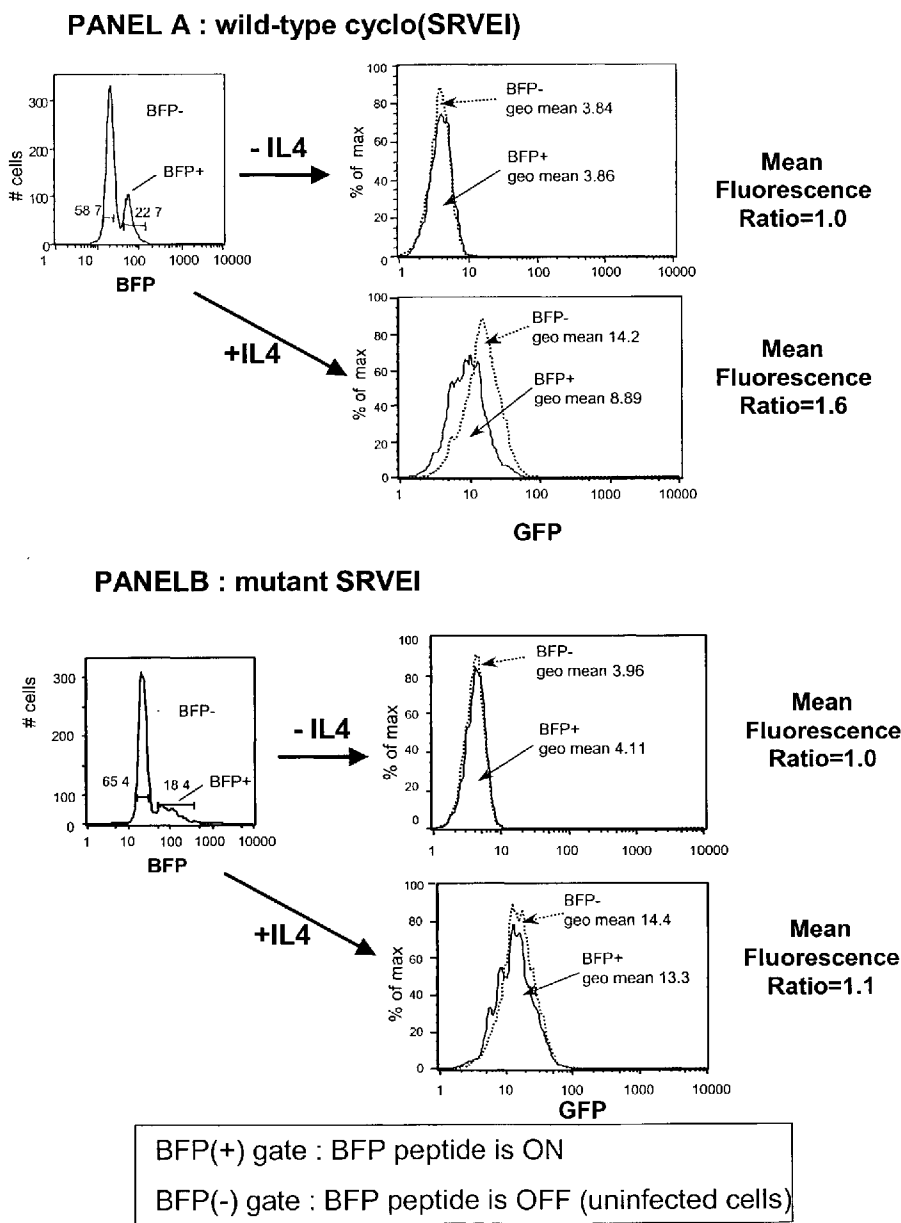 PANEL A : wild-type cyclo(SRVEI)
# cells
300
200
100
0
BFP-
BFP+
58 7
22 7
1 10 100 1000 10000
BFP
- IL4
+IL4
% of max
100
80
60
40
20
0
BFP-
geo mean 3.84
BFP+
geo mean 3.86
1 10 100 1000 10000
Mean
Fluorescence
Ratio=1.0
% of max
100
80
60
40
20
0
BFP-
geo mean 14.2
BFP+
geo mean 8.89
1 10 100 1000 10000
GFP
Mean
Fluorescence
Ratio=1.6
PANELB : mutant SRVEI
# cells
300
200
100
0
BFP-
BFP+
65 4
18 4
1 10 100 1000 10000
BFP
- IL4
+IL4
% of max
100
80
60
40
20
0
BFP-
geo mean 3.96
BFP+
geo mean 4.11
1 10 100 1000 10000
Mean
Fluorescence
Ratio=1.0
% of max
100
80
60
40
20
0
BFP-
geo mean 14.4
BFP+
geo mean 13.3
1 10 100 1000 10000
GFP
Mean
Fluorescence
Ratio=1.1
BFP(+) gate : BFP peptide is ON
BFP(-) gate : BFP peptide is OFF (uninfected cells)